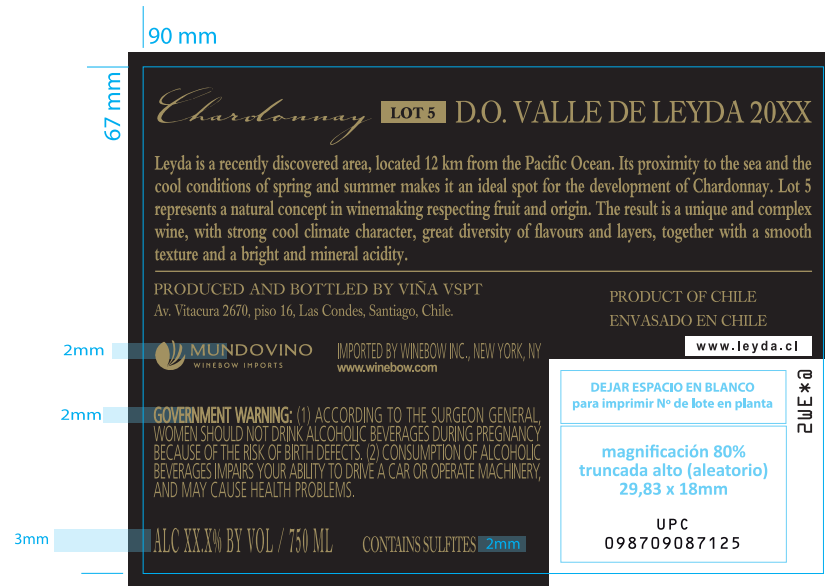 90 mm
67 mm
Chardonnay LOT 5 D.O. VALLE DE LEYDA 20XX
Leyda is a recently discovered area, located 12 km from the Pacific Ocean. Its proximity to the sea and the
cool conditions of spring and summer makes it an ideal spot for the development of Chardonnay. Lot 5
represents a natural concept in winemaking respecting fruit and origin. The result is a unique and complex
wine, with strong cool climate character, great diversity of flavours and layers, together with a smooth
texture and a bright and mineral acidity.
PRODUCED AND BOTTLED BY VIÑA VSPT
Av. Vitacura 2670, piso 16, Las Condes, Santiago, Chile.
PRODUCT OF CHILE
ENVASADO EN CHILE
www.leyda.cl
2mm
MUNDOVINO
WINEBOW IMPORTS
IMPORTED BY WINEBOW INC., NEW YORK, NY
www.winebow.com
2mm
GOVERNMENT WARNING: (1) ACCORDING TO THE SURGEON GENERAL,
WOMEN SHOULD NOT DRINK ALCOHOLIC BEVERAGES DURING PREGNANCY
BECAUSE OF THE RISK OF BIRTH DEFECTS. (2) CONSUMPTION OF ALCOHOLIC
BEVERAGES IMPAIRS YOUR ABILITY TO DRIVE A CAR OR OPERATE MACHINERY,
AND MAY CAUSE HEALTH PROBLEMS.
3mm
ALC XX.X% BY VOL / 750 ML
CONTAINS SULFITES 2mm
DEJAR ESPACIO EN BLANCO
para imprimir Nº de lote en planta
magnificación 80%
truncada alto (aleatorio)
29,83 x 18mm
UPC
098709087125